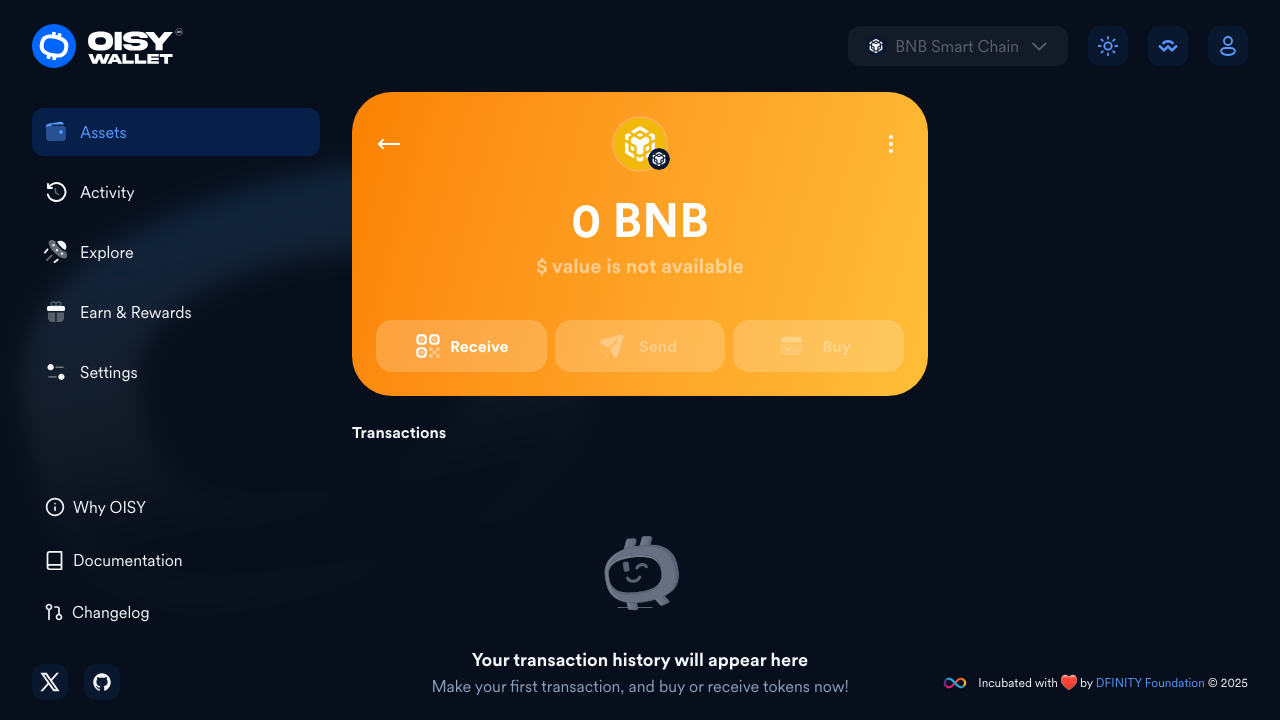 OISY
WALLET
BNB Smart Chain
Assets
Activity
Explore
Earn & Rewards
Settings
Why OISY
Documentation
Changelog
0 BNB
$ value is not available
Receive
Send
Buy
Transactions
Your transaction history will appear here
Make your first transaction, and buy or receive tokens now!
Incubated with ❤️ by DFINITY Foundation © 2025